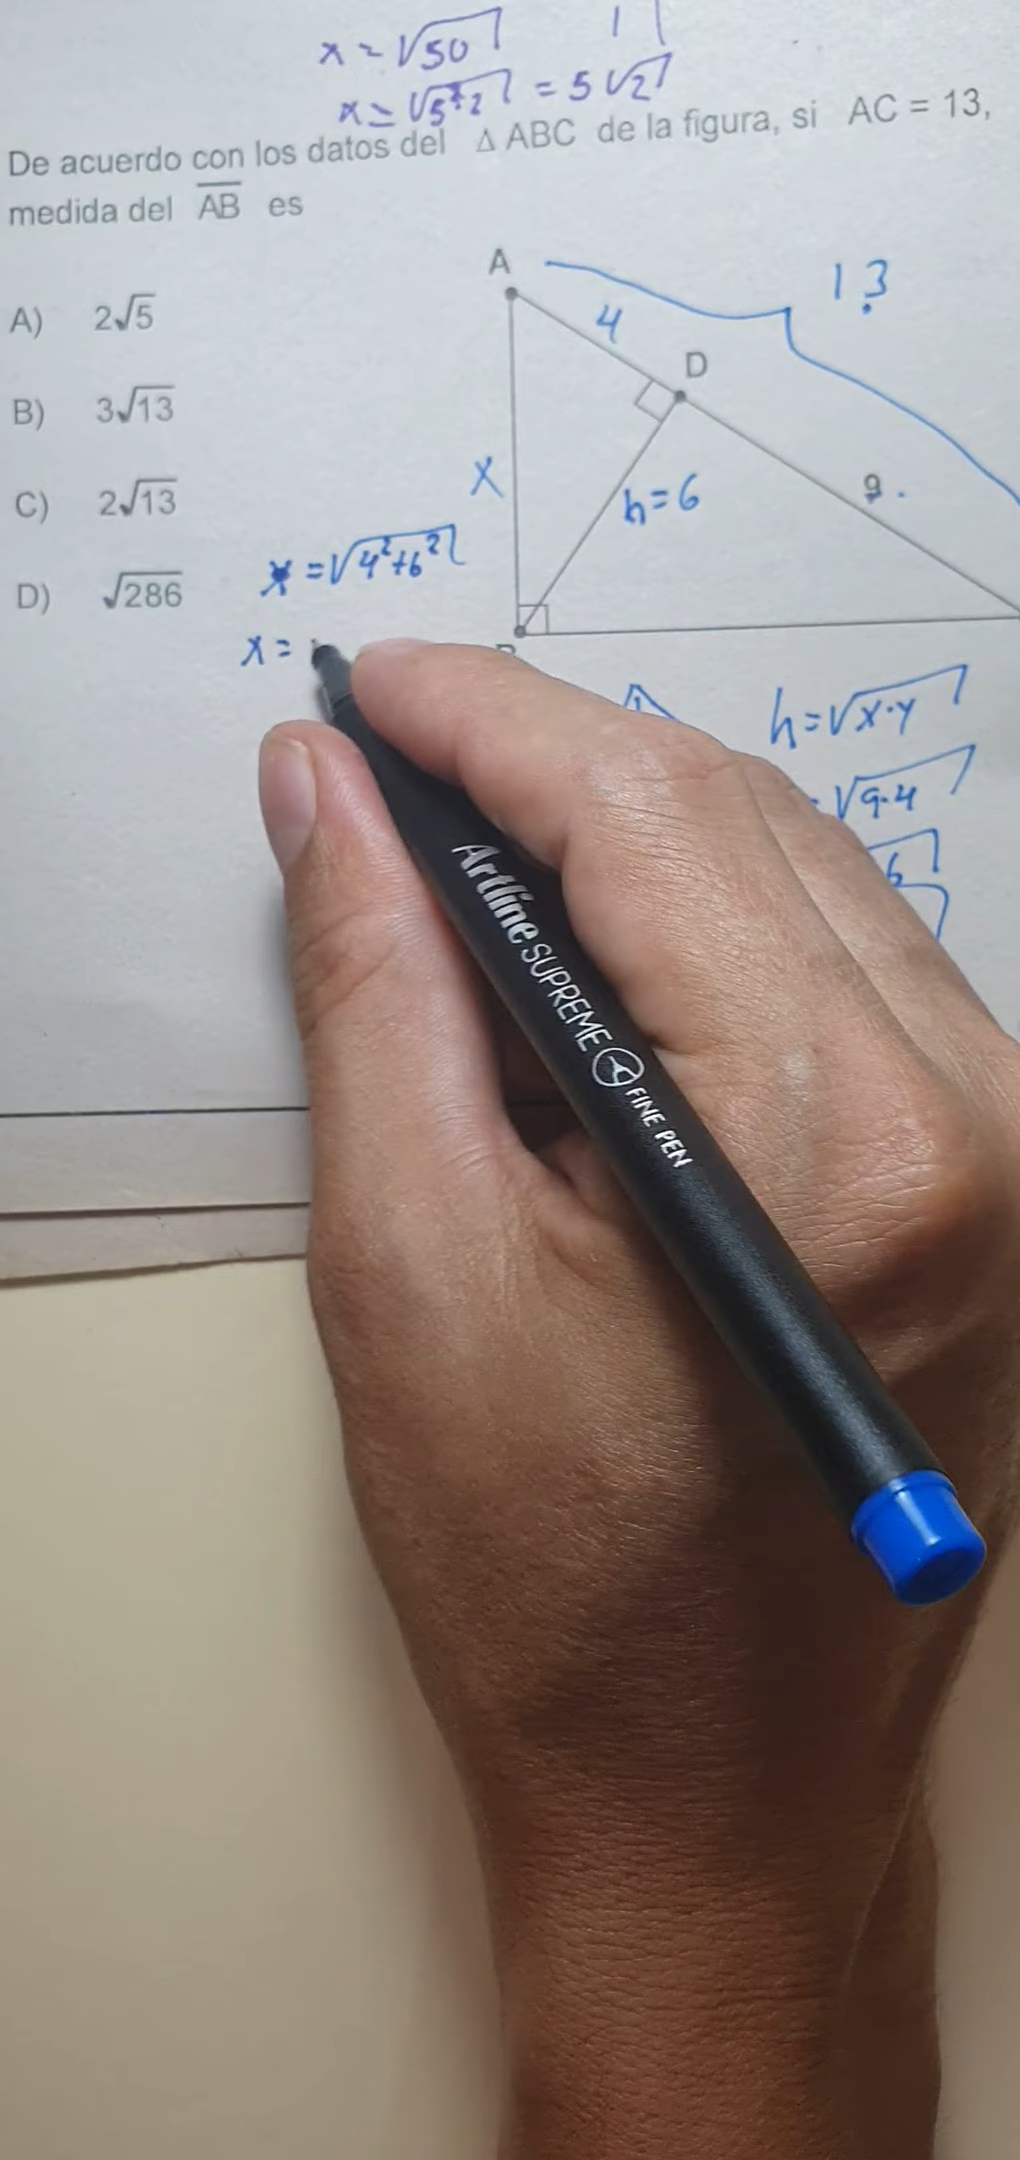 x = √50
x = √5²·2 = 5√2
De acuerdo con los datos del △ ABC de la figura, si AC = 13,
medida del AB es
A) 2√5
B) 3√13
C) 2√13
D) √286
A
4
13
D
x
h=6
9
x = √4²+6²
x =
h=√x·y
√9·4
6
Artline SUPREME FINE PEN